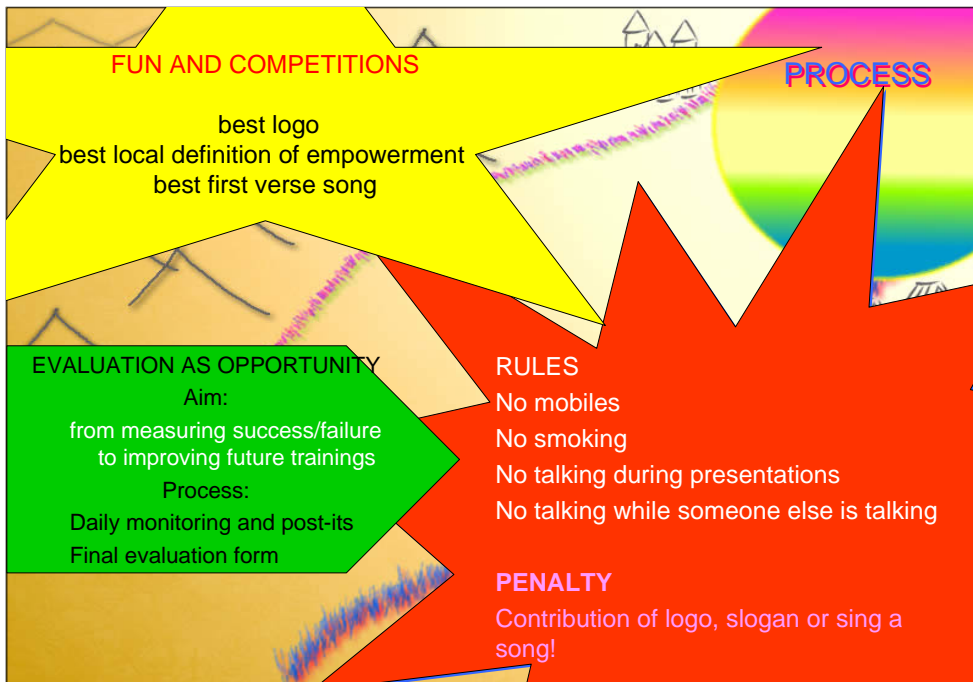 FUN AND COMPETITIONS
best logo
best local definition of empowerment
best first verse song
PROCESS
EVALUATION AS OPPORTUNITY
Aim:
from measuring success/failure
to improving future trainings
Process:
Daily monitoring and post-its
Final evaluation form
RULES
No mobiles
No smoking
No talking during presentations
No talking while someone else is talking
PENALTY
Contribution of logo, slogan or sing a
song!